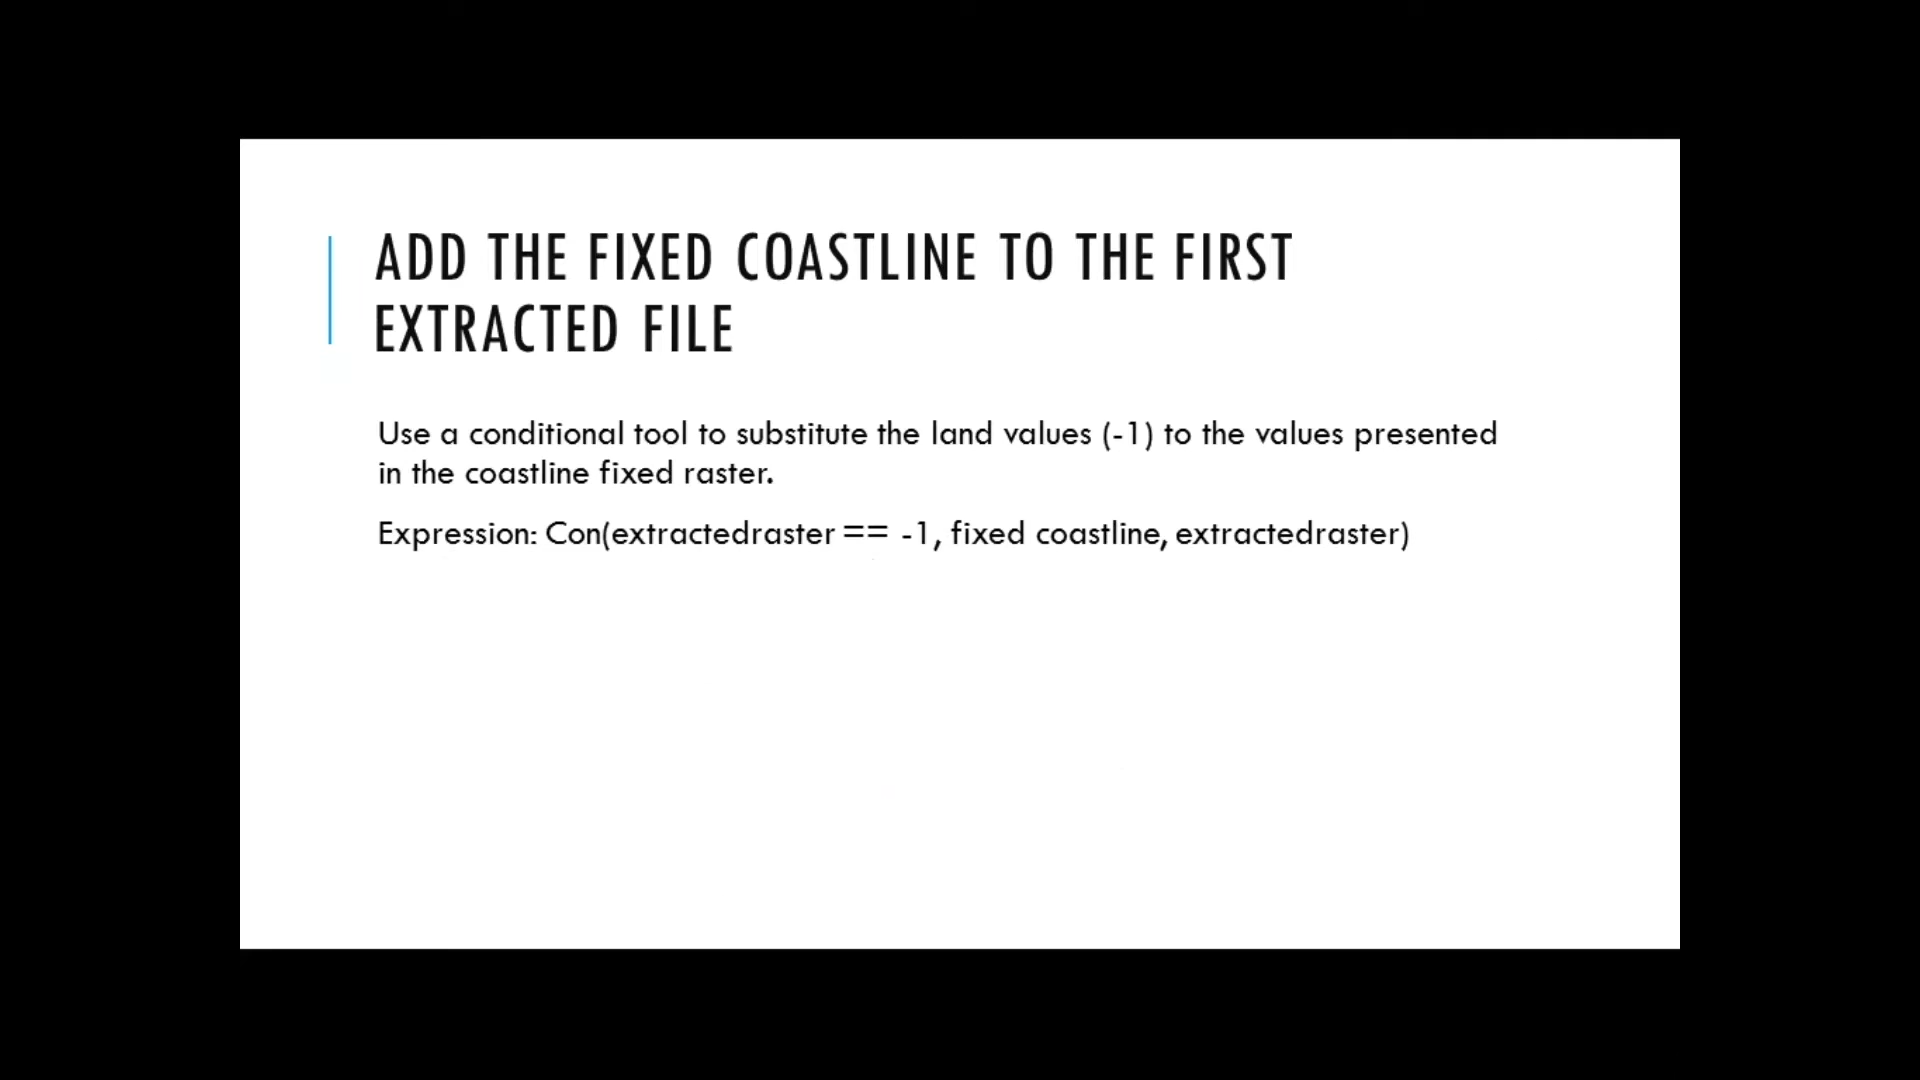 ADD THE FIXED COASTLINE TO THE FIRST
EXTRACTED FILE
Use a conditional tool to substitute the land values (-1) to the values presented
in the coastline fixed raster.
Expression: Con(extractedraster == -1, fixed coastline, extractedraster)